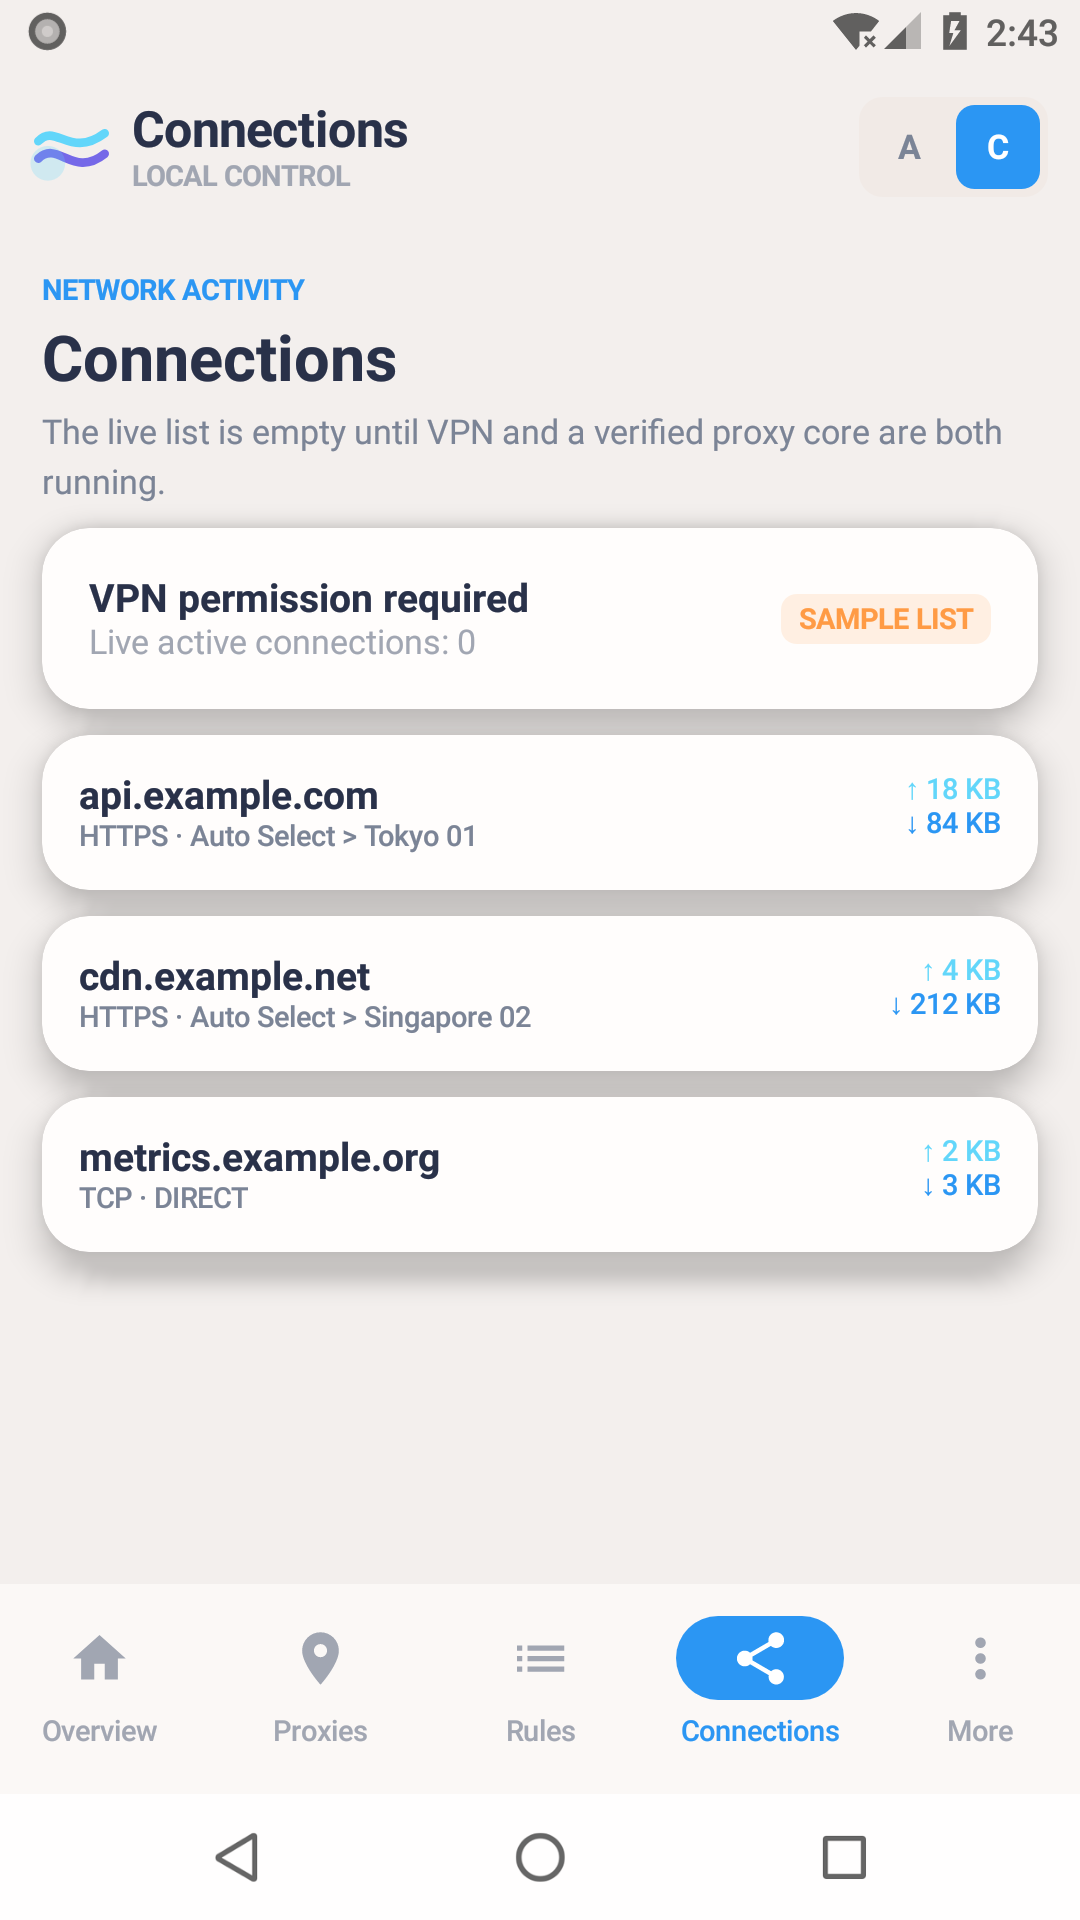 2:43
Connections
LOCAL CONTROL
A
C
NETWORK ACTIVITY
Connections
The live list is empty until VPN and a verified proxy core are both
running.
VPN permission required
Live active connections: 0
SAMPLE LIST
api.example.com
HTTPS · Auto Select > Tokyo 01
↑ 18 KB
↓ 84 KB
cdn.example.net
HTTPS · Auto Select > Singapore 02
↑ 4 KB
↓ 212 KB
metrics.example.org
TCP · DIRECT
↑ 2 KB
↓ 3 KB
Overview
Proxies
Rules
Connections
More